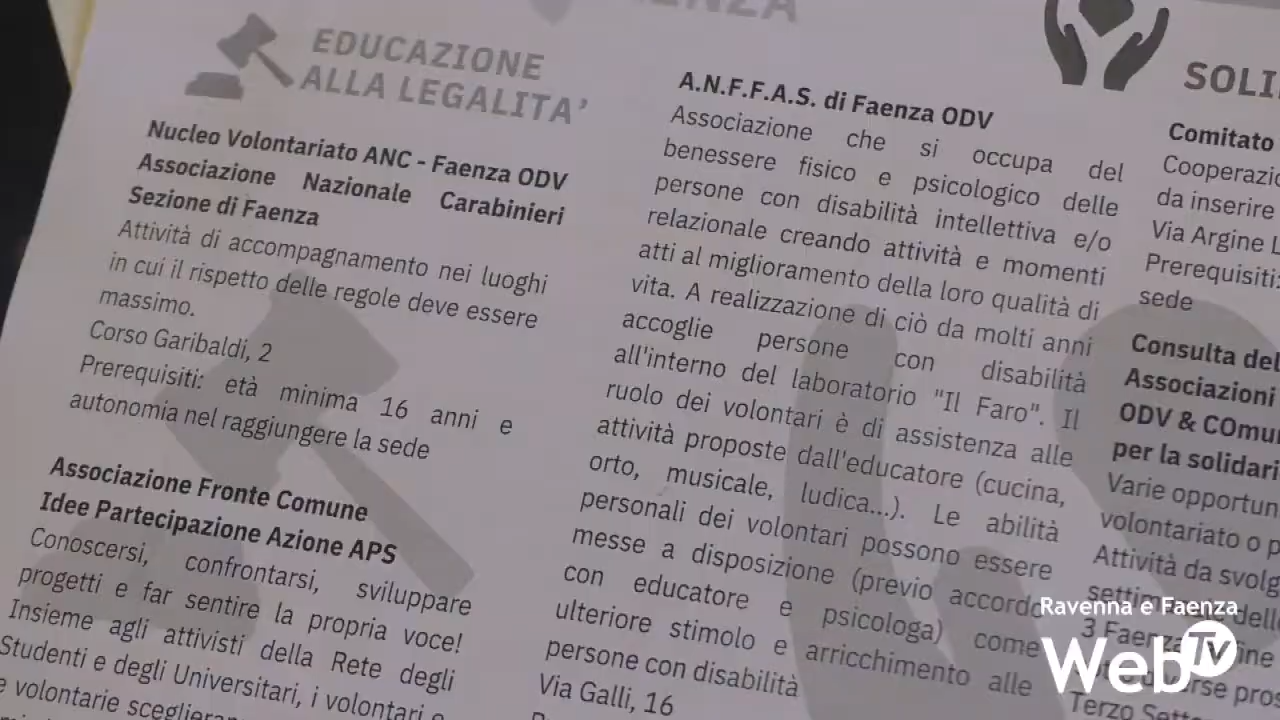 EDUCAZIONE
ALLA LEGALITA'
Nucleo Volontariato ANC - Faenza ODV
Associazione Nazionale Carabinieri
Sezione di Faenza
Attività di accompagnamento nei luoghi
in cui il rispetto delle regole deve essere
massimo.
Corso Garibaldi, 2
Prerequisiti: età minima 16 anni e
autonomia nel raggiungere la sede
Associazione Fronte Comune
Idee Partecipazione Azione APS
Conoscersi, confrontarsi, sviluppare
progetti e far sentire la propria voce!
Insieme agli attivisti della Rete degli
Studenti e degli Universitari, i volontari e
le volontarie
A.N.F.F.A.S. di Faenza ODV
Associazione che si occupa del
benessere fisico e psicologico delle
persone con disabilità intellettiva e/o
relazionale creando attività e momenti
atti al miglioramento della loro qualità di
vita. A realizzazione di ciò da molti anni
accoglie persone con disabilità
all'interno del laboratorio "Il Faro". Il
ruolo dei volontari è di assistenza alle
attività proposte dall'educatore (cucina,
orto, musicale, ludica...). Le abilità
personali dei volontari possono essere
messe a disposizione (previo accordo
con educatore e psicologa) come
ulteriore stimolo e arricchimento alle
persone con disabilità
Via Galli, 16
SOLI
Comitato
Cooperazio
da inserire
Via Argine L
Prerequisiti:
sede
Consulta del
Associazioni
ODV & COmu
per la solidari
Varie opportun
volontariato o p
Attività da svolg
3 Faenza
Terzo Sett
Ravenna e Faenza
WebTv